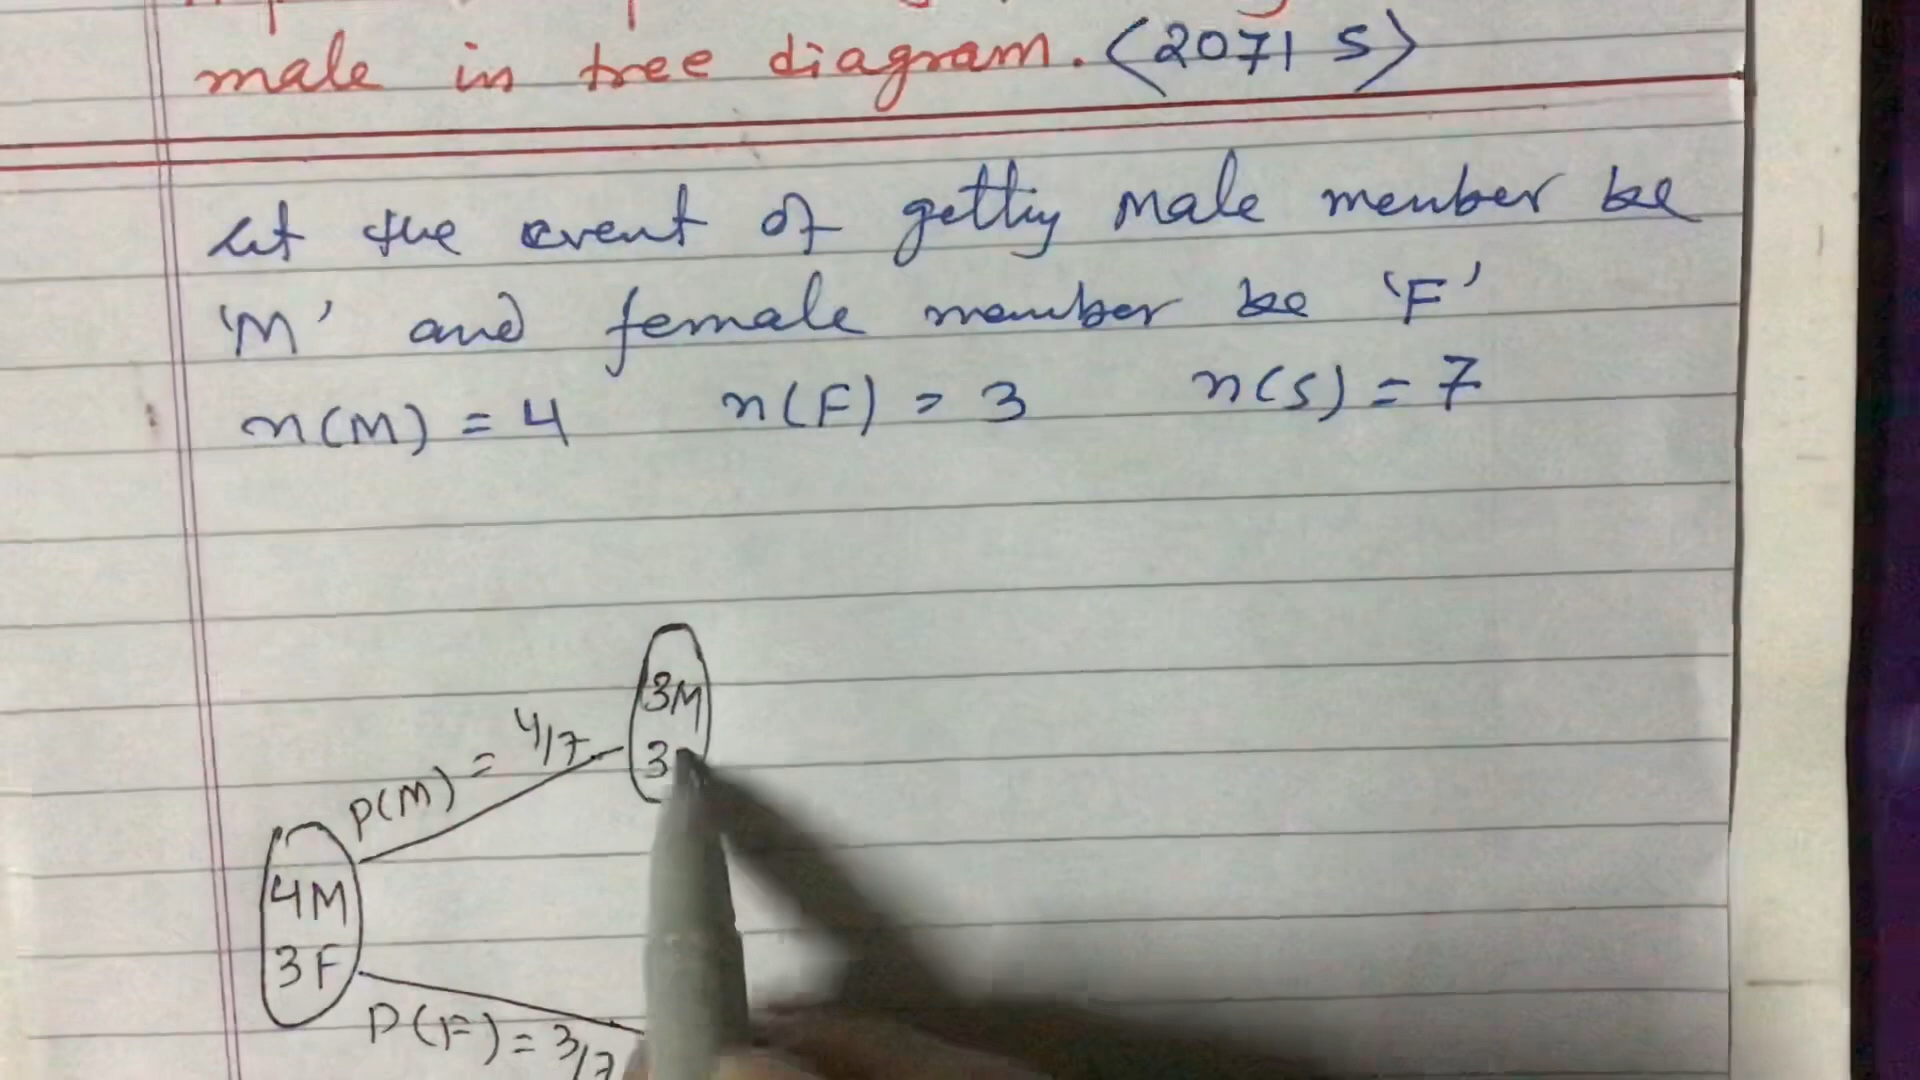 male in tree diagram. (2071 S)
Let the event of getting male member be
'M' and female member be 'F'
n(M) = 4 n(F) = 3 n(S) = 7
3M
3
P(M) = 4/7
4M
3F
P(F) = 3/7